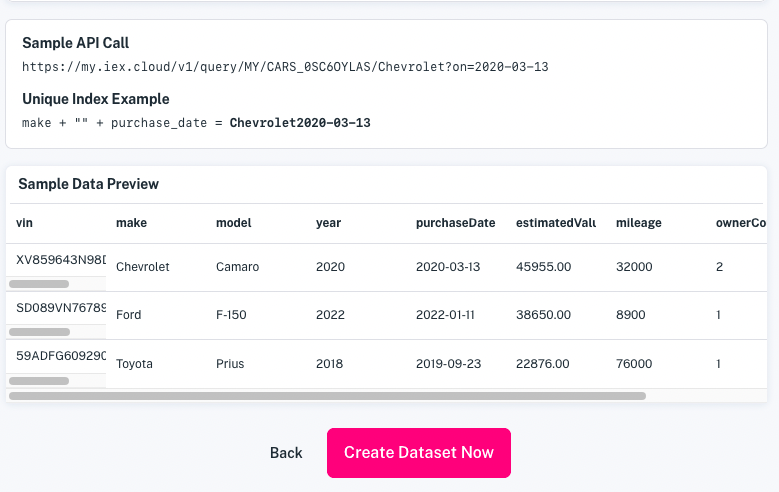 Sample API Call
https://my.iex.cloud/v1/query/MY/CARS_0SC6OYLAS/Chevrolet?on=2020-03-13
Unique Index Example
make + "" + purchase_date = Chevrolet2020-03-13
Sample Data Preview
vin make model year purchaseDate estimatedValu mileage ownerCo
XV859643N98D Chevrolet Camaro 2020 2020-03-13 45955.00 32000 2
SD089VN76789 Ford F-150 2022 2022-01-11 38650.00 8900 1
59ADFG609290 Toyota Prius 2018 2019-09-23 22876.00 76000 1
Back Create Dataset Now